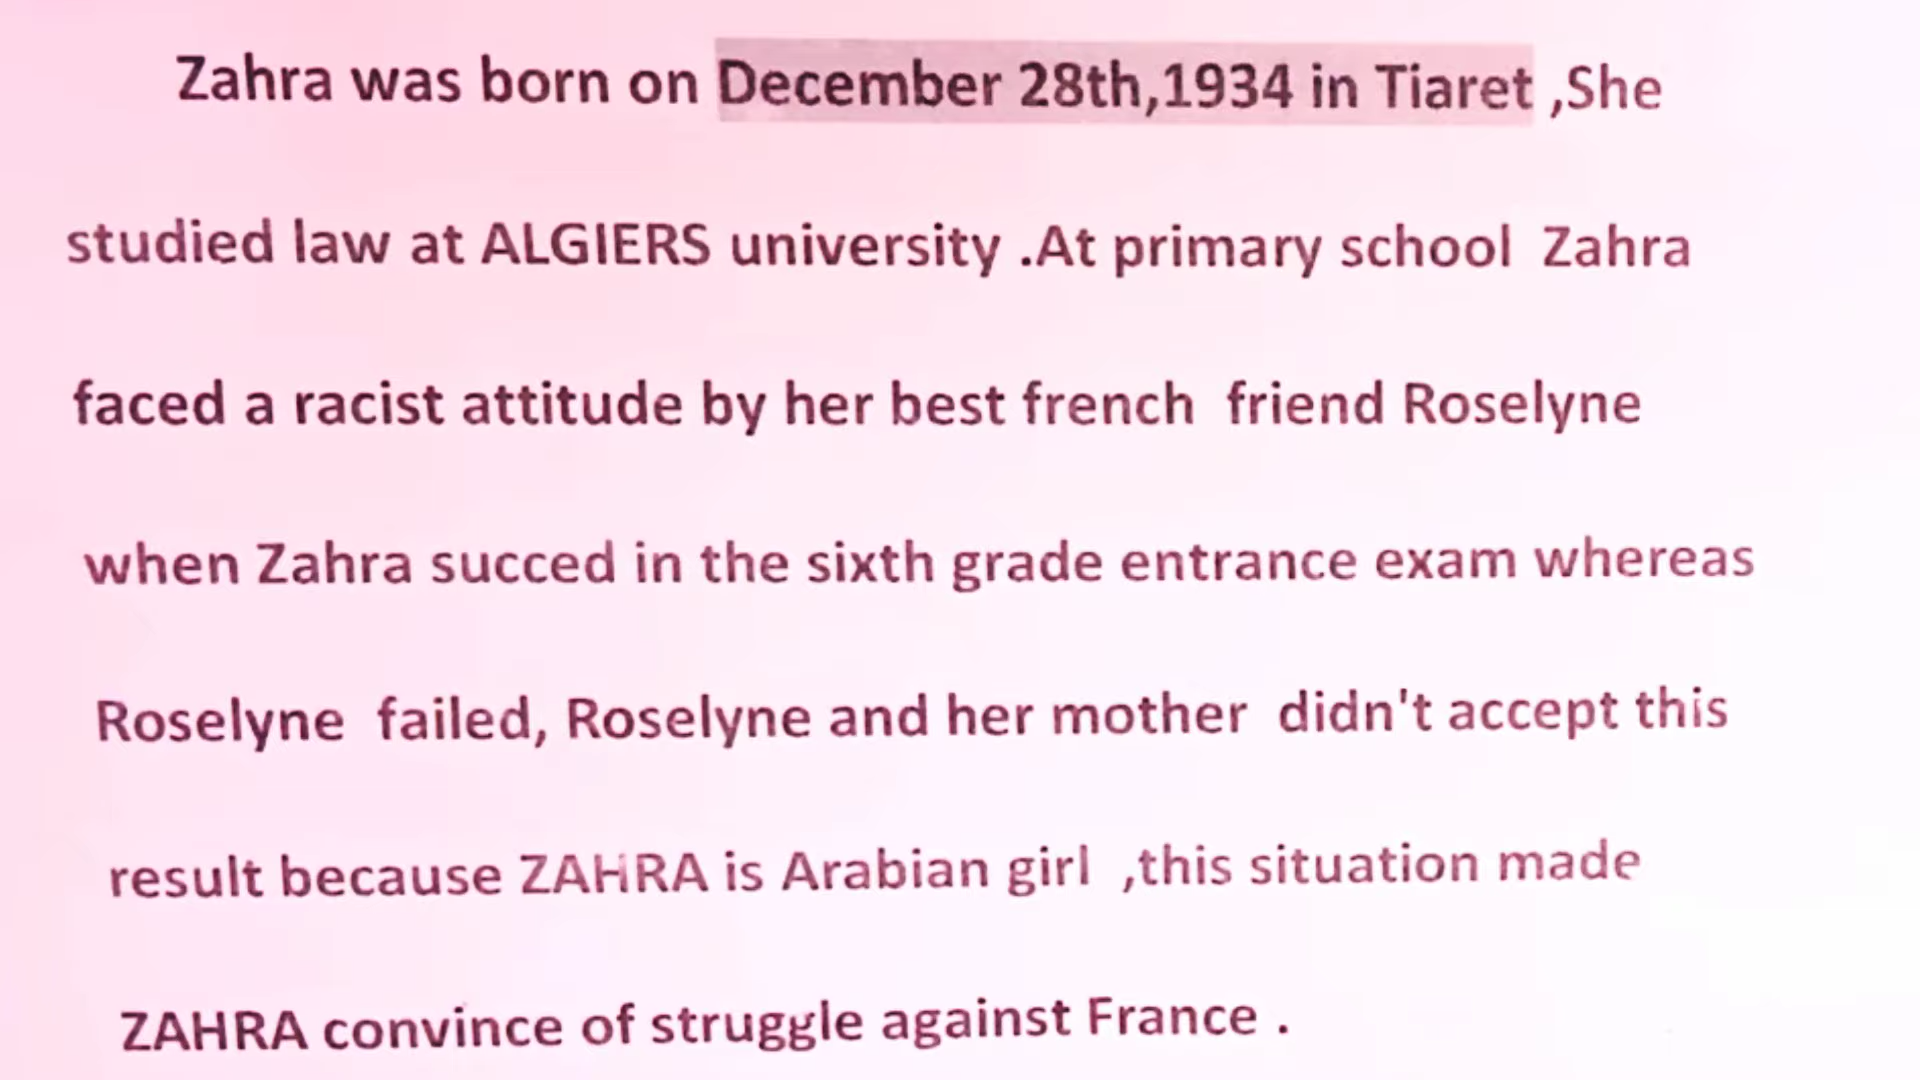 Zahra was born on December 28th,1934 in Tiaret ,She
studied law at ALGIERS university .At primary school Zahra
faced a racist attitude by her best french friend Roselyne
when Zahra succed in the sixth grade entrance exam whereas
Roselyne failed, Roselyne and her mother didn't accept this
result because ZAHRA is Arabian girl ,this situation made
ZAHRA convince of struggle against France .